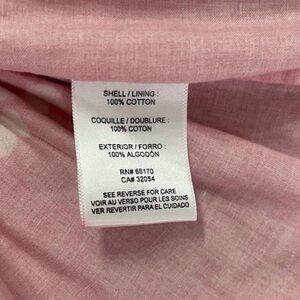 SHELL / LINING :
100% COTTON
COQUILLE / DOUBLURE :
100% COTON
EXTERIOR / FORRO :
100% ALGODÓN
RN# 66170
CA# 32054
SEE REVERSE FOR CARE
VOIR AU VERSO POUR LES SOINS
VER REVERTIR PARA EL CUIDADO